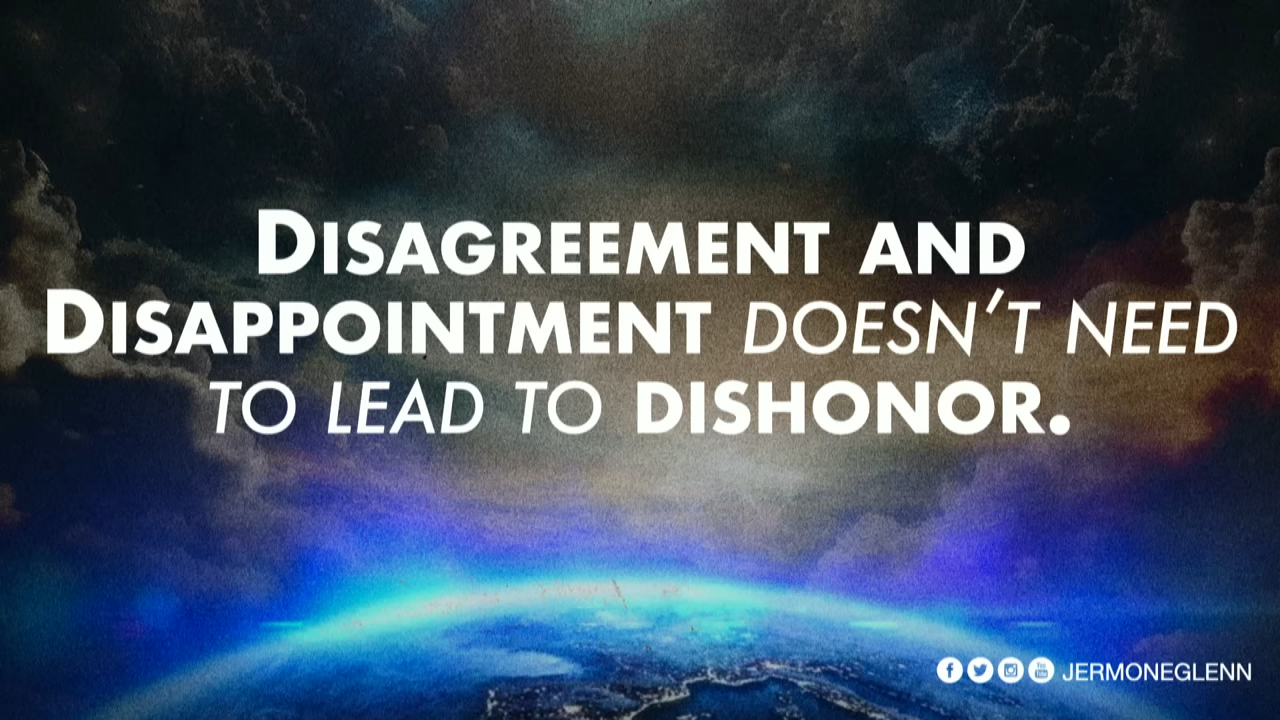 DISAGREEMENT AND
DISAPPOINTMENT DOESN'T NEED
TO LEAD TO DISHONOR.
JERMONEGLENN